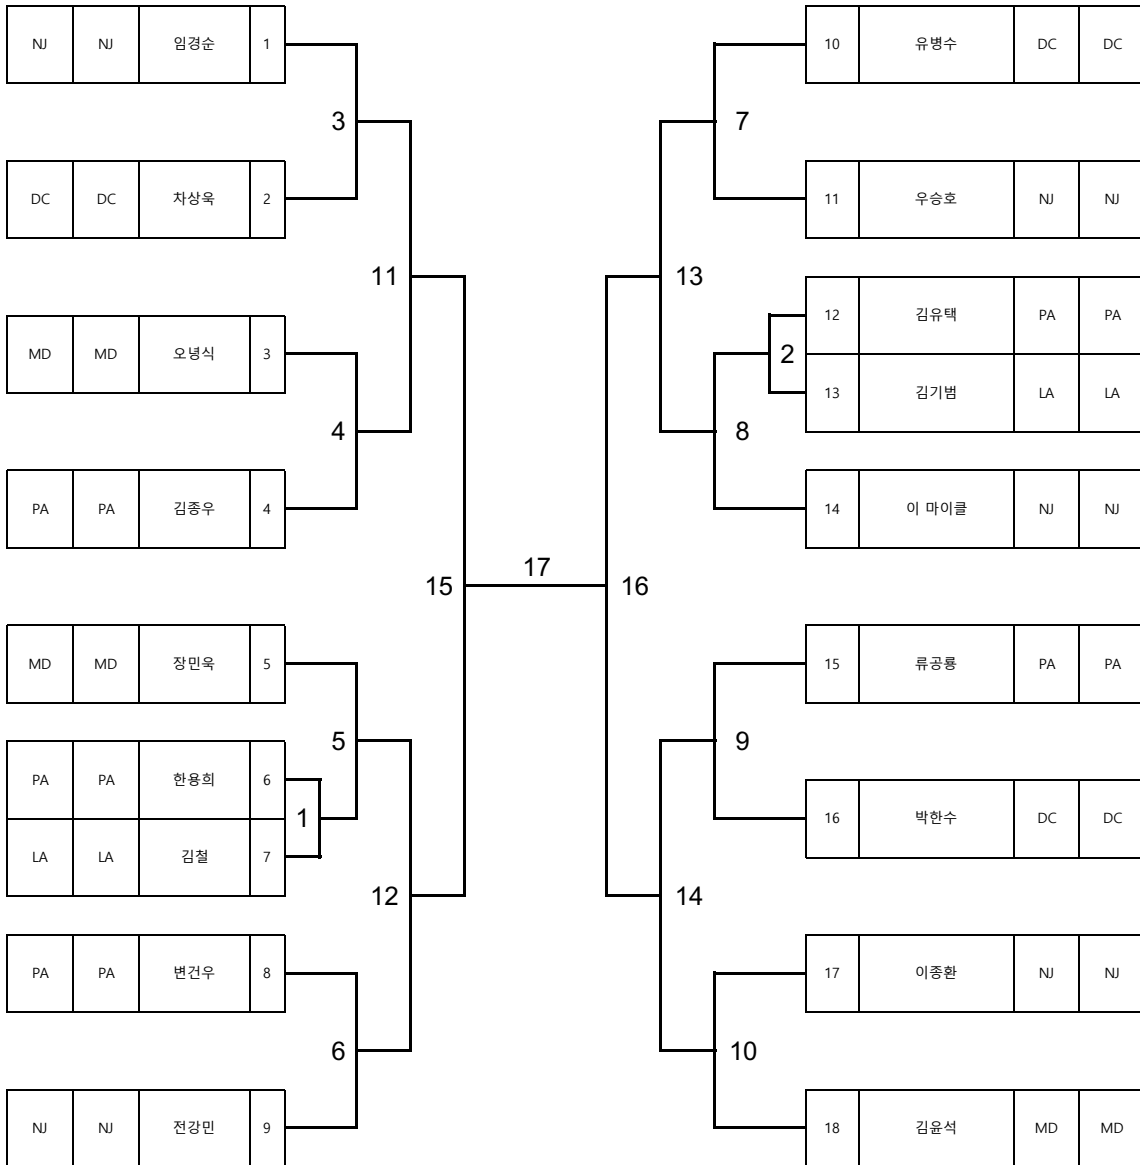 NJ NJ 임경순 1
3
DC DC 차상욱 2
11
MD MD 오녕식 3
4
PA PA 김종우 4
15
MD MD 장민욱 5
5
PA PA 한용희 6
1
LA LA 김철 7
12
PA PA 변건우 8
6
NJ NJ 전강민 9
17
10 유병수 DC DC
7
11 우승호 NJ NJ
13
12 김유택 PA PA
2
13 김기범 LA LA
8
14 이 마이클 NJ NJ
16
15 류공룡 PA PA
9
16 박한수 DC DC
14
17 이종환 NJ NJ
10
18 김윤석 MD MD